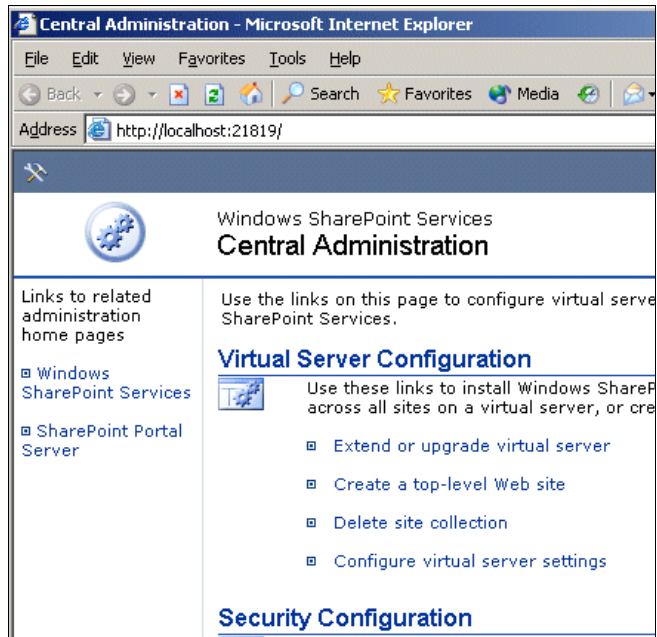 Central Administration - Microsoft Internet Explorer
File Edit View Favorites Tools Help
Back Search Favorites Media
Address http://localhost:21819/
Windows SharePoint Services
Central Administration
Links to related
administration
home pages
Windows
SharePoint Services
SharePoint Portal
Server
Use the links on this page to configure virtual serve
SharePoint Services.
Virtual Server Configuration
Use these links to install Windows ShareP
across all sites on a virtual server, or cre
Extend or upgrade virtual server
Create a top-level Web site
Delete site collection
Configure virtual server settings
Security Configuration